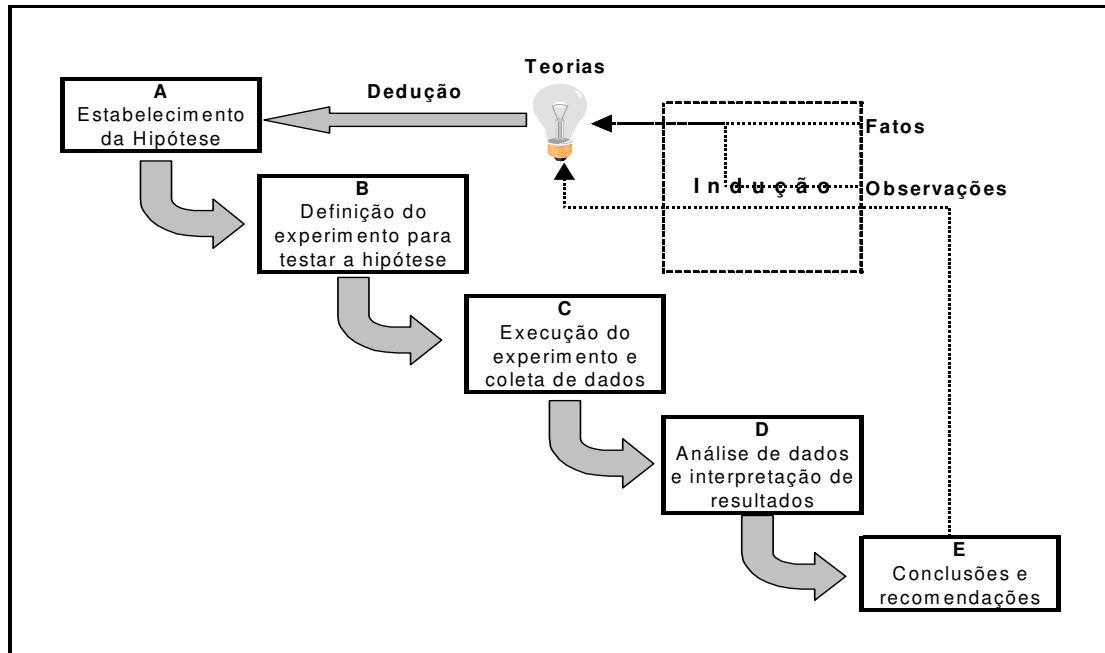 Teorias
Dedução
A
Estabelecimento
da Hipótese
Fatos
Indução
Observações
B
Definição do
experimento para
testar a hipótese
C
Execução do
experimento e
coleta de dados
D
Análise de dados
e interpretação de
resultados
E
Conclusões e
recomendações